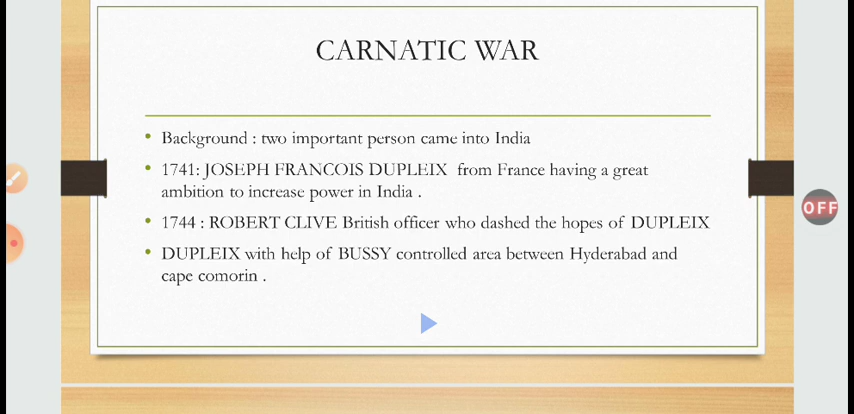 CARNATIC WAR
• Background : two important person came into India
• 1741: JOSEPH FRANCOIS DUPLEIX from France having a great
ambition to increase power in India .
• 1744 : ROBERT CLIVE British officer who dashed the hopes of DUPLEIX
• DUPLEIX with help of BUSSY controlled area between Hyderabad and
cape comorin .
OFF